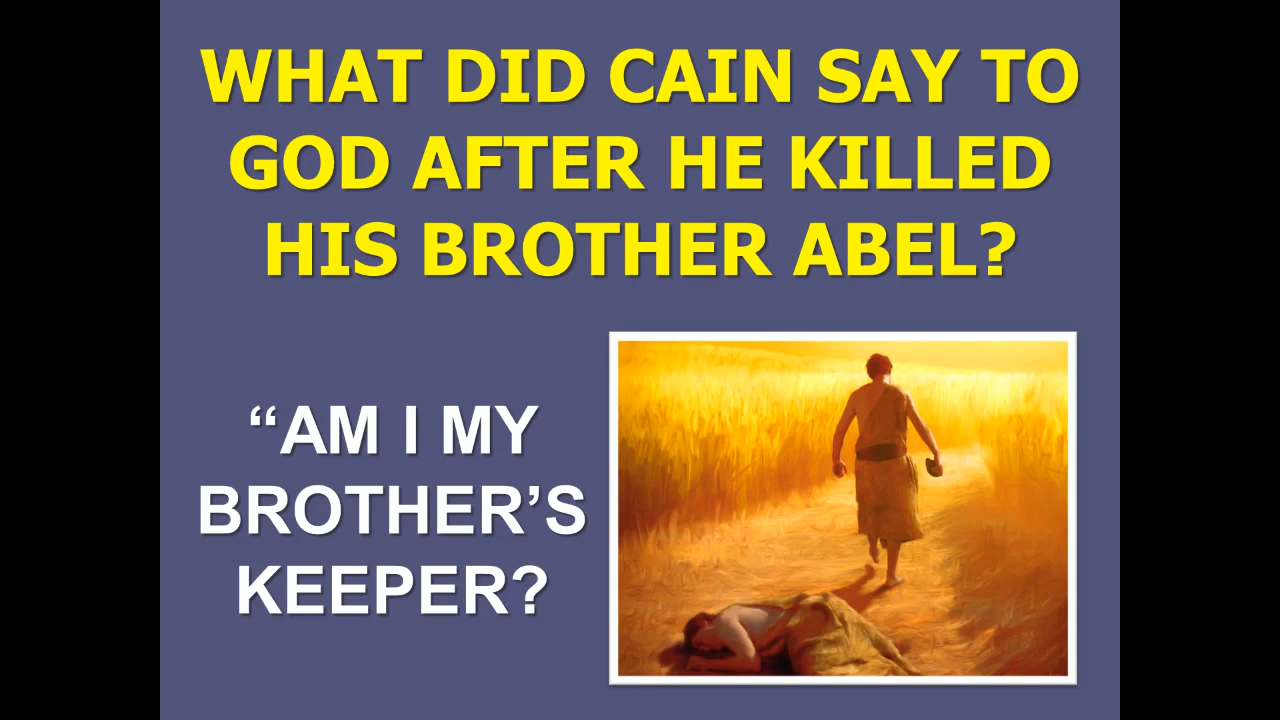 WHAT DID CAIN SAY TO
GOD AFTER HE KILLED
HIS BROTHER ABEL?
“AM I MY
BROTHER’S
KEEPER?